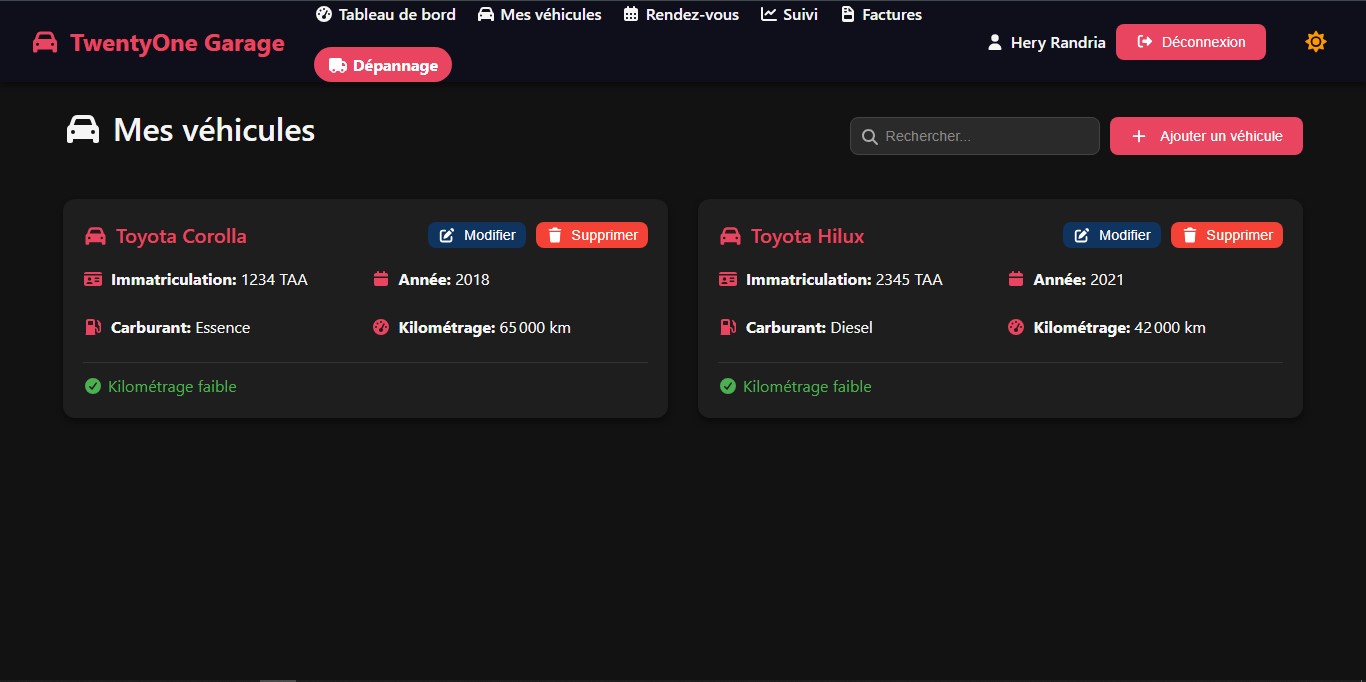 TwentyOne Garage
Tableau de bord Mes véhicules Rendez-vous Suivi Factures
Dépannage
Hery Randria Déconnexion
Mes véhicules
Rechercher... Ajouter un véhicule
Toyota Corolla Modifier Supprimer
Immatriculation: 1234 TAA Année: 2018
Carburant: Essence Kilométrage: 65 000 km
Kilométrage faible
Toyota Hilux Modifier Supprimer
Immatriculation: 2345 TAA Année: 2021
Carburant: Diesel Kilométrage: 42 000 km
Kilométrage faible